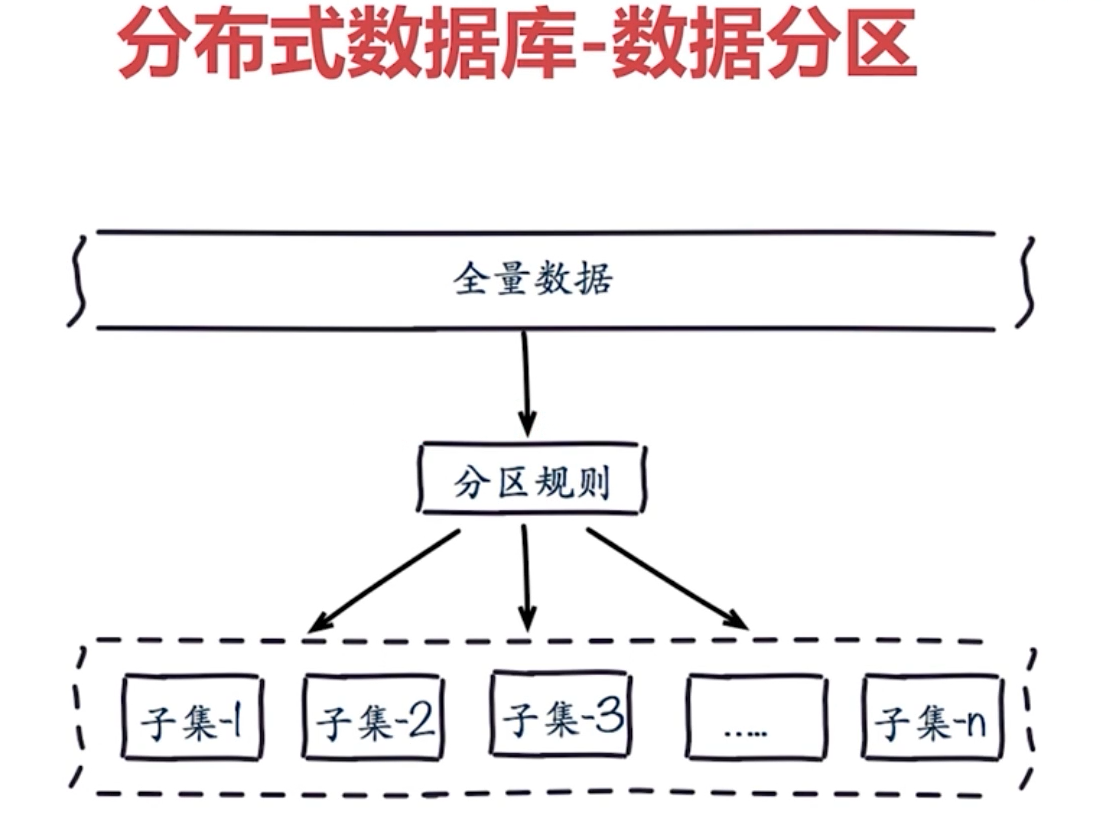 分布式数据库-数据分区
全量数据
分区规则
子集-1
子集-2
子集-3
.....
子集-n